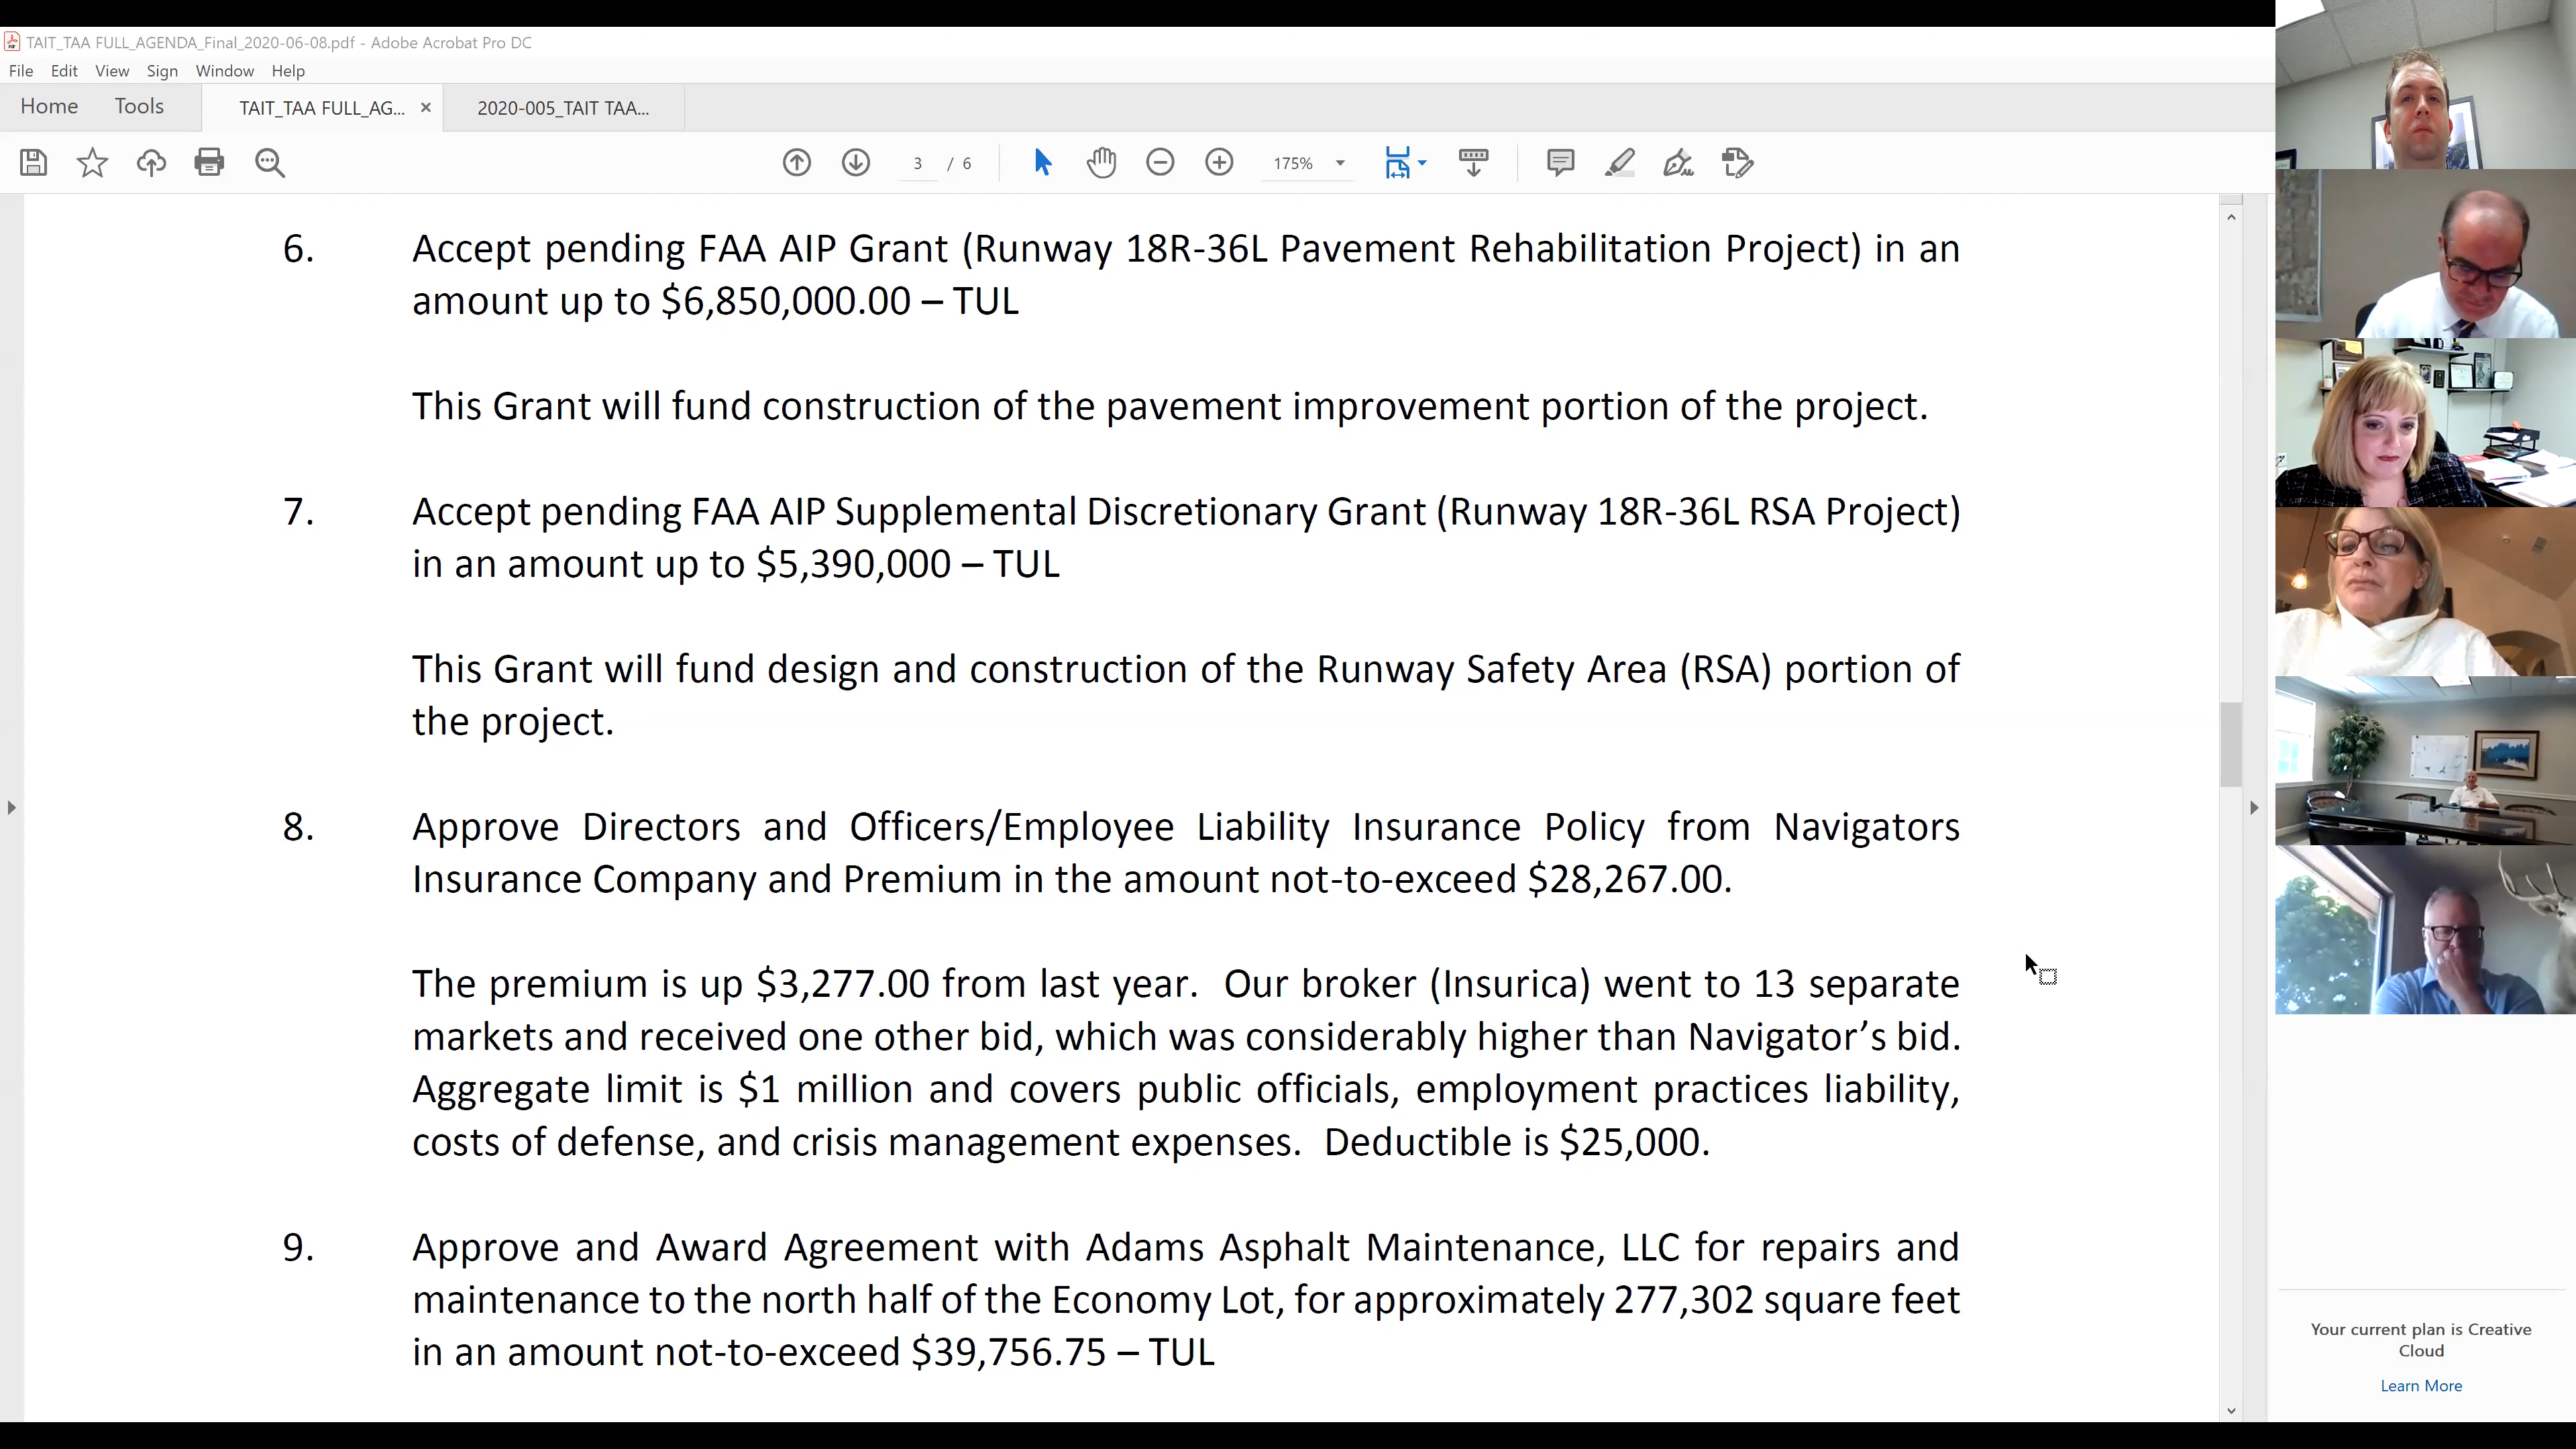 TAIT_TAA FULL_AGENDA_Final_2020-06-08.pdf - Adobe Acrobat Pro DC
File Edit View Sign Window Help
Home Tools TAIT_TAA FULL_AG... × 2020-005_TAIT TAA...
3 / 6 175%
6. Accept pending FAA AIP Grant (Runway 18R-36L Pavement Rehabilitation Project) in an
amount up to $6,850,000.00 – TUL
This Grant will fund construction of the pavement improvement portion of the project.
7. Accept pending FAA AIP Supplemental Discretionary Grant (Runway 18R-36L RSA Project)
in an amount up to $5,390,000 – TUL
This Grant will fund design and construction of the Runway Safety Area (RSA) portion of
the project.
8. Approve Directors and Officers/Employee Liability Insurance Policy from Navigators
Insurance Company and Premium in the amount not-to-exceed $28,267.00.
The premium is up $3,277.00 from last year. Our broker (Insurica) went to 13 separate
markets and received one other bid, which was considerably higher than Navigator’s bid.
Aggregate limit is $1 million and covers public officials, employment practices liability,
costs of defense, and crisis management expenses. Deductible is $25,000.
9. Approve and Award Agreement with Adams Asphalt Maintenance, LLC for repairs and
maintenance to the north half of the Economy Lot, for approximately 277,302 square feet
in an amount not-to-exceed $39,756.75 – TUL
Your current plan is Creative
Cloud
Learn More